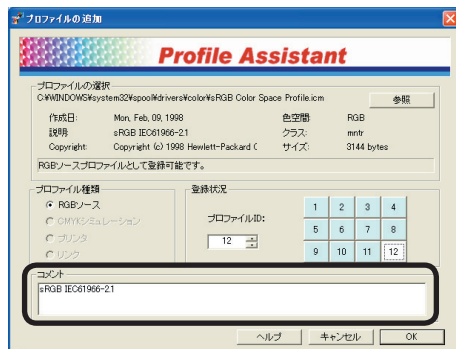 プロファイルの追加
Profile Assistant
プロファイルの選択
C:¥WINDOWS¥system32¥spool¥drivers¥color¥sRGB Color Space Profile.icm
参照
作成日: Mon, Feb, 09, 1998 色空間: RGB
説明: sRGB IEC61966-2.1 クラス: mntr
Copyright: Copyright (c) 1998 Hewlett-Packard ( サイズ: 3144 bytes
RGBソースプロファイルとして登録可能です。
プロファイル種類
RGBソース
CMYKシミュレーション
プリンタ
リンク
登録状況
プロファイルID:
12
1 2 3 4
5 6 7 8
9 10 11 12
コメント
sRGB IEC61966-2.1
ヘルプ キャンセル OK